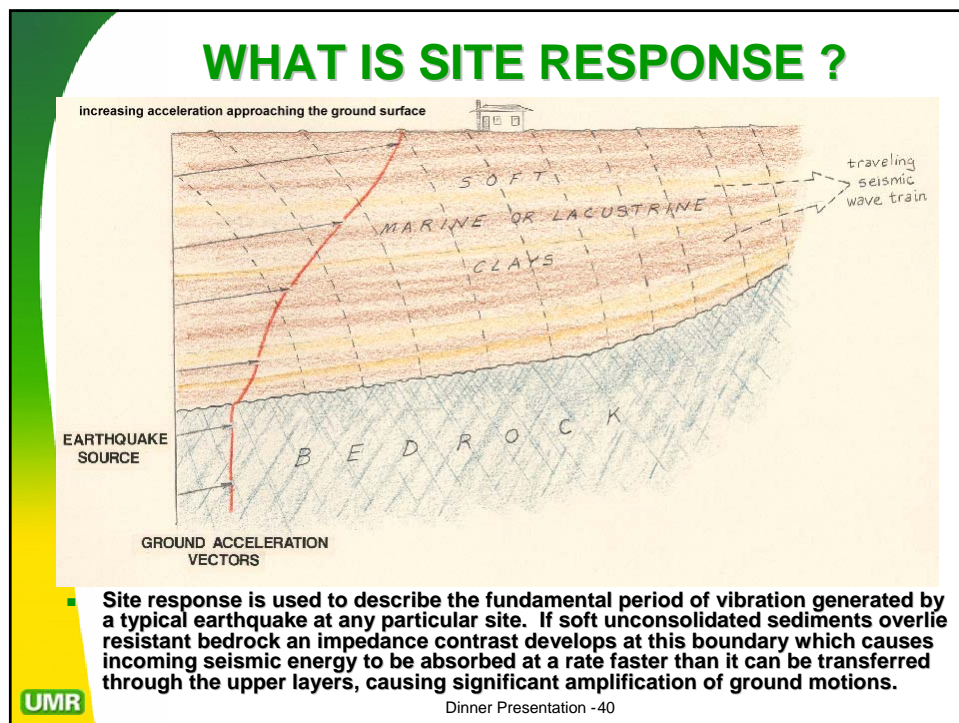 WHAT IS SITE RESPONSE ?
increasing acceleration approaching the ground surface
SOFT
MARINE OR LACUSTRINE
CLAYS
traveling
seismic
wave train
EARTHQUAKE
SOURCE
BEDROCK
GROUND ACCELERATION
VECTORS
Site response is used to describe the fundamental period of vibration generated by
a typical earthquake at any particular site. If soft unconsolidated sediments overlie
resistant bedrock an impedance contrast develops at this boundary which causes
incoming seismic energy to be absorbed at a rate faster than it can be transferred
through the upper layers, causing significant amplification of ground motions.
UMR
Dinner Presentation -40